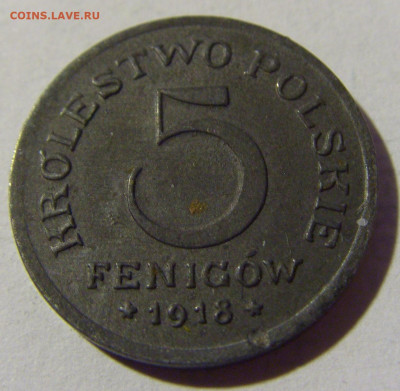 COINS.LAVE.RU
KRÓLESTWO POLSKIE
5
FENIGÓW
* 1918 *